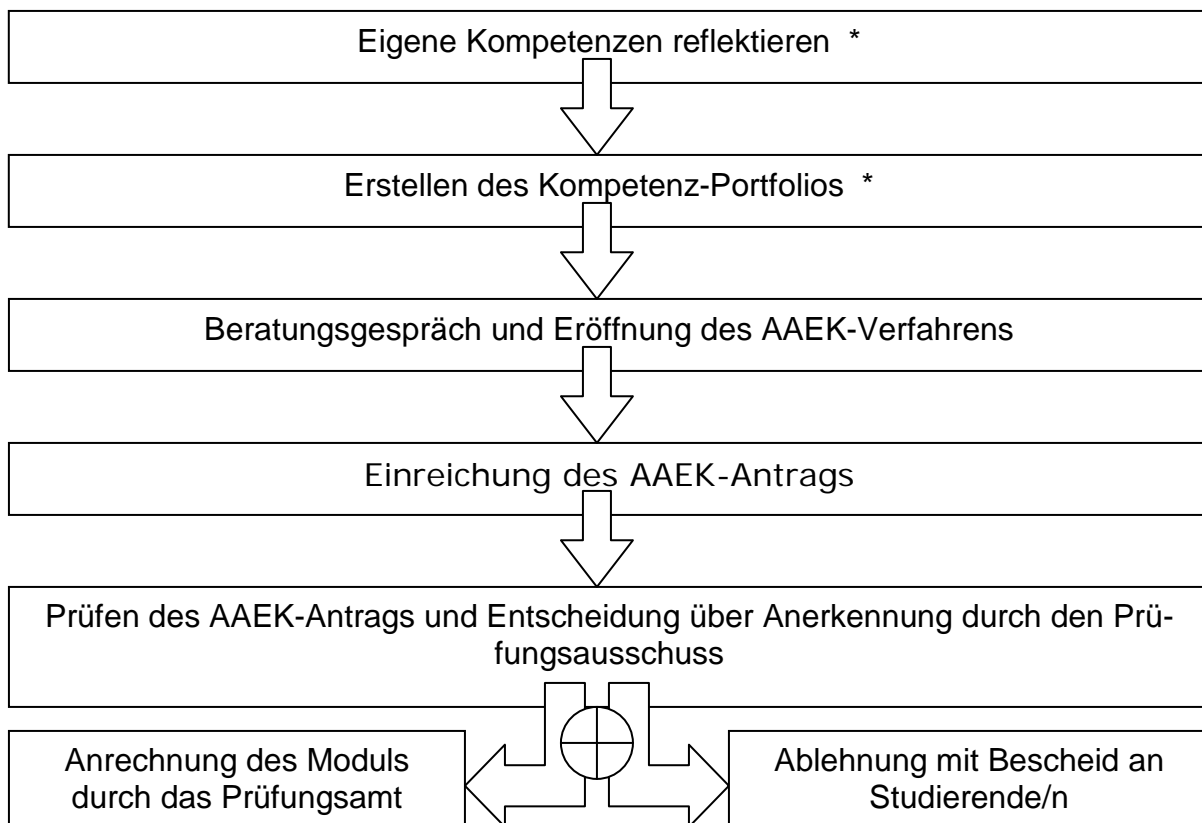 Eigene Kompetenzen reflektieren *
Erstellen des Kompetenz-Portfolios *
Beratungsgespräch und Eröffnung des AAEK-Verfahrens
Einreichung des AAEK-Antrags
Prüfen des AAEK-Antrags und Entscheidung über Anerkennung durch den Prü-
fungsausschuss
Anrechnung des Moduls
durch das Prüfungsamt
Ablehnung mit Bescheid an
Studierende/n